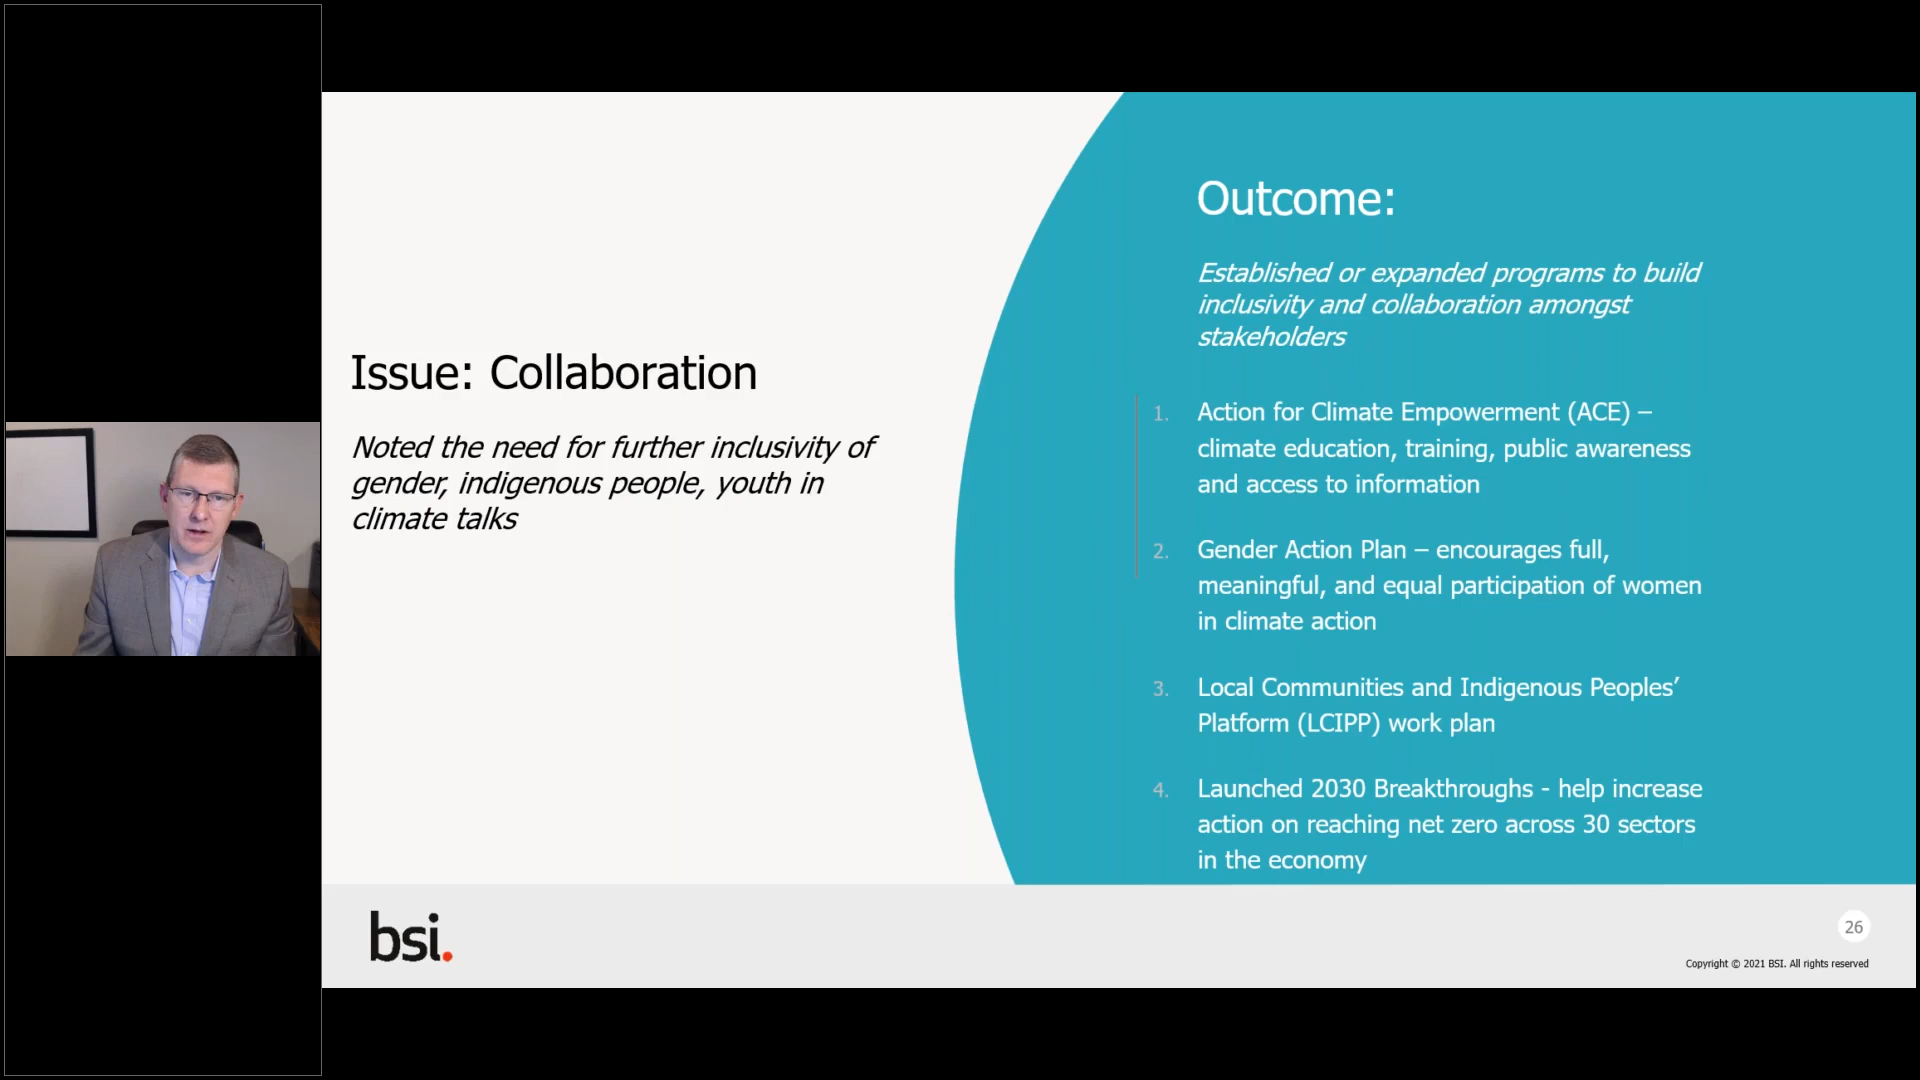 Issue: Collaboration
Noted the need for further inclusivity of
gender, indigenous people, youth in
climate talks
Outcome:
Established or expanded programs to build
inclusivity and collaboration amongst
stakeholders
1. Action for Climate Empowerment (ACE) –
climate education, training, public awareness
and access to information
2. Gender Action Plan – encourages full,
meaningful, and equal participation of women
in climate action
3. Local Communities and Indigenous Peoples’
Platform (LCIPP) work plan
4. Launched 2030 Breakthroughs - help increase
action on reaching net zero across 30 sectors
in the economy
bsi.
26
Copyright © 2021 BSI. All rights reserved